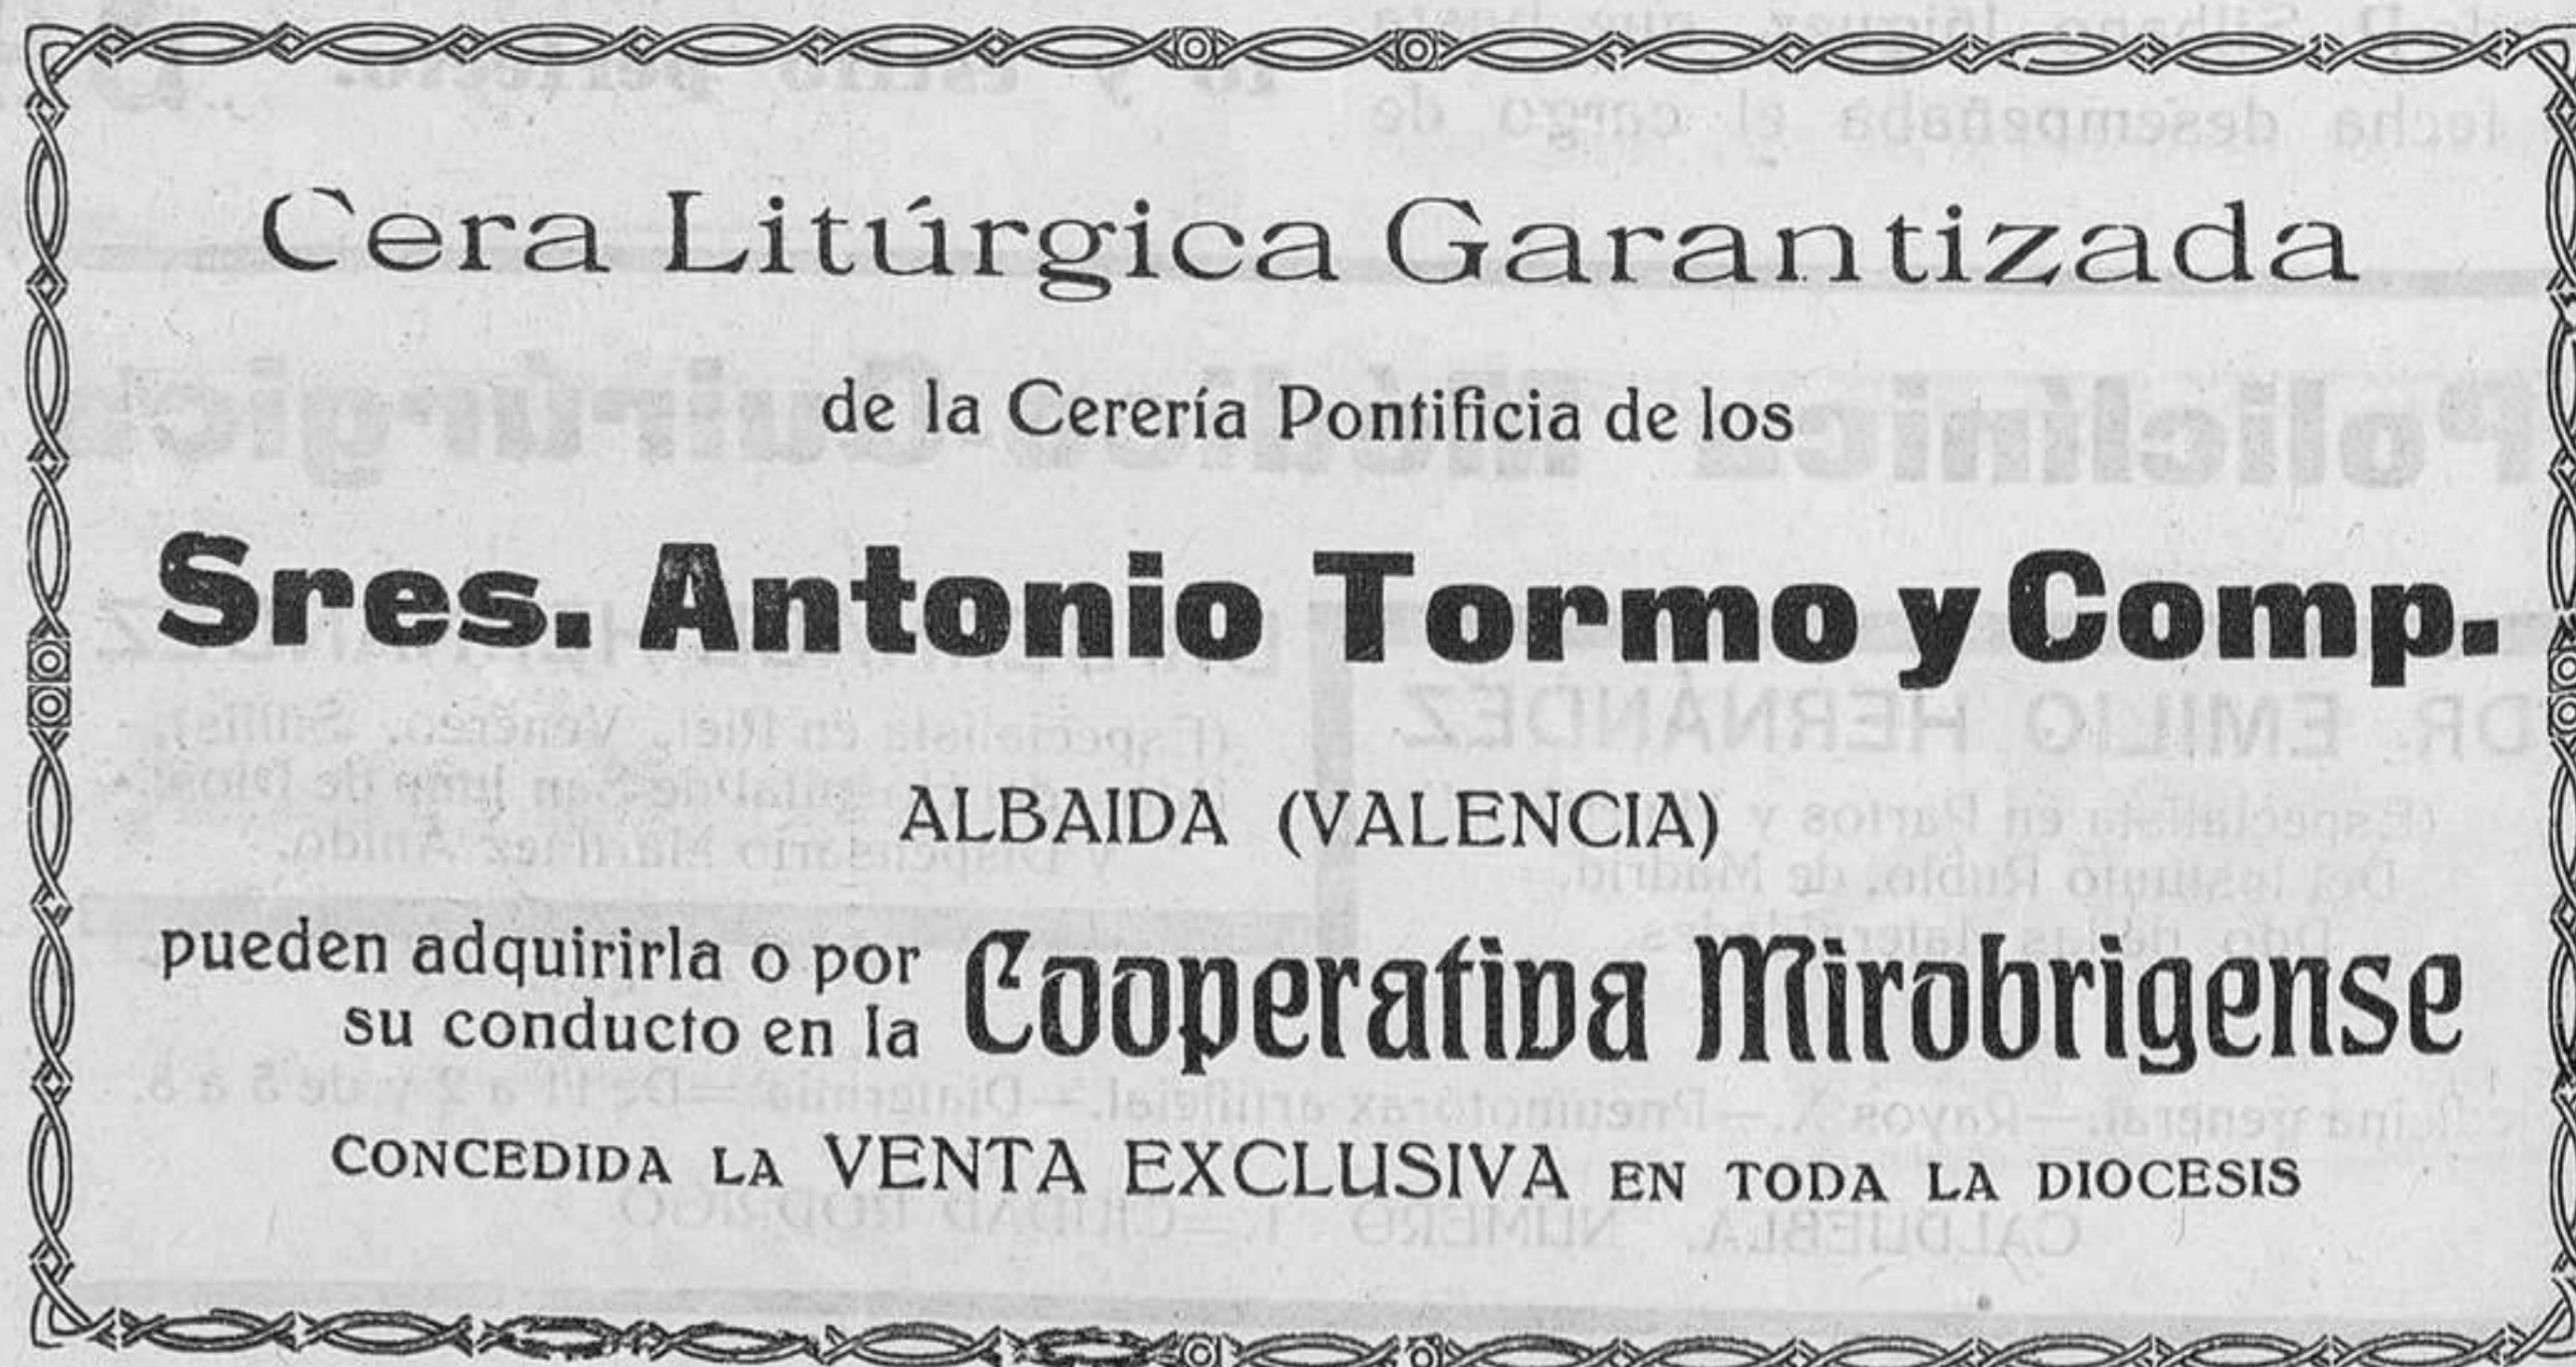 Cera Litúrgica Garantizada
de la Cerería Pontificia de los
Sres. Antonio Tormo y Comp.
ALBAIDA (VALENCIA)
pueden adquirirla o por
su conducto en la
Cooperativa Mirobrigense
CONCEDIDA LA VENTA EXCLUSIVA EN TODA LA DIOCESIS